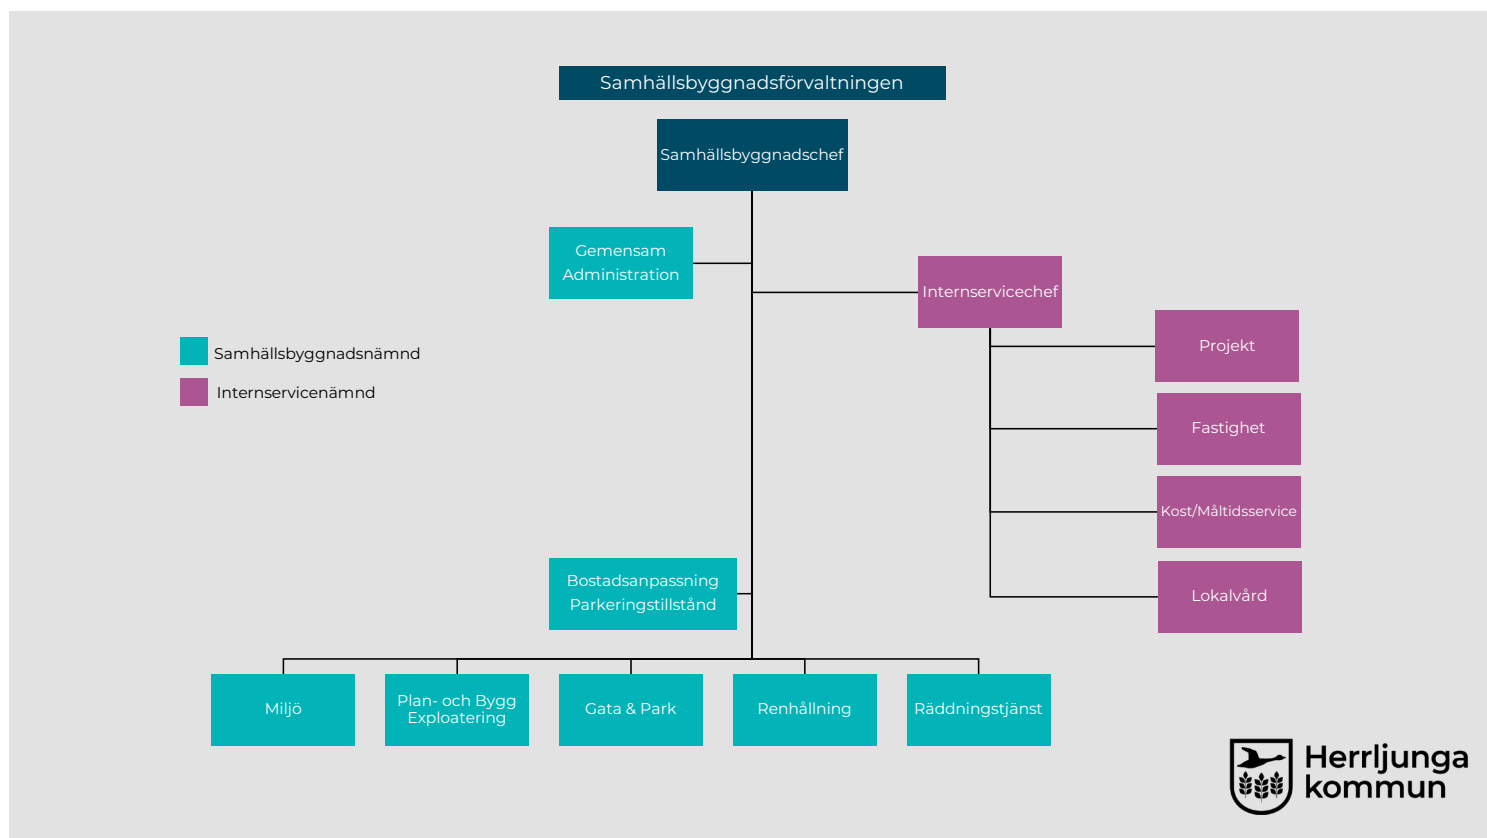 Samhällsbyggnadsförvaltningen
Samhällsbyggnadschef
Gemensam
Administration
Internservicechef
Projekt
Samhällsbyggnadsnämnd
Internservicenämnd
Fastighet
Kost/Måltidsservice
Bostadsanpassning
Parkeringstillstånd
Lokalvård
Miljö
Plan- och Bygg
Exploatering
Gata & Park
Renhållning
Räddningstjänst
Herrljunga
kommun